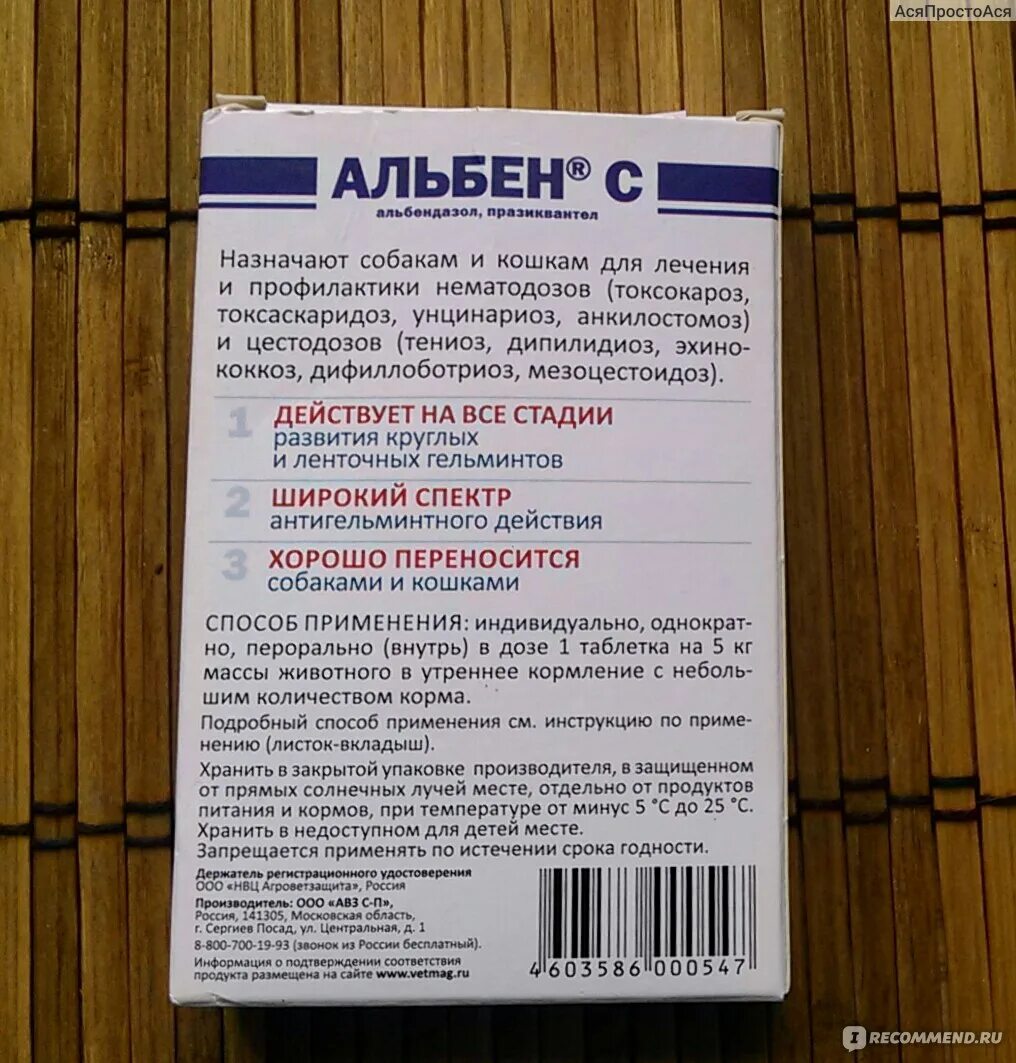 АсяПростоАся
АЛЬБЕН® С
альбендазол, празиквантел
Назначают собакам и кошкам для лечения
и профилактики нематодозов (токсокароз,
токсаскаридоз, унцинариоз, анкилостомоз)
и цестодозов (тениоз, дипилидиоз, эхино-
коккоз, дифиллоботриоз, мезоцестоидоз).
1 ДЕЙСТВУЕТ НА ВСЕ СТАДИИ
развития круглых
и ленточных гельминтов
2 ШИРОКИЙ СПЕКТР
антигельминтного действия
3 ХОРОШО ПЕРЕНОСИТСЯ
собаками и кошками
СПОСОБ ПРИМЕНЕНИЯ: индивидуально, однократ-
но, перорально (внутрь) в дозе 1 таблетка на 5 кг
массы животного в утреннее кормление с неболь-
шим количеством корма.
Подробный способ применения см. инструкцию по приме-
нению (листок-вкладыш).
Хранить в закрытой упаковке производителя, в защищенном
от прямых солнечных лучей месте, отдельно от продуктов
питания и кормов, при температуре от минус 5 °С до 25 °С.
Хранить в недоступном для детей месте.
Запрещается применять по истечении срока годности.
Держатель регистрационного удостоверения
ООО «НВЦ Агроветзащита», Россия
Производитель: ООО «АВЗ С-П»,
Россия, 141305, Московская область,
г. Сергиев Посад, ул. Центральная, д. 1
8-800-700-19-93 (звонок из России бесплатный).
Информация о подтверждении соответствия
продукта размещена на сайте www.vetmag.ru
4 603586 000547
I RECOMMEND.RU